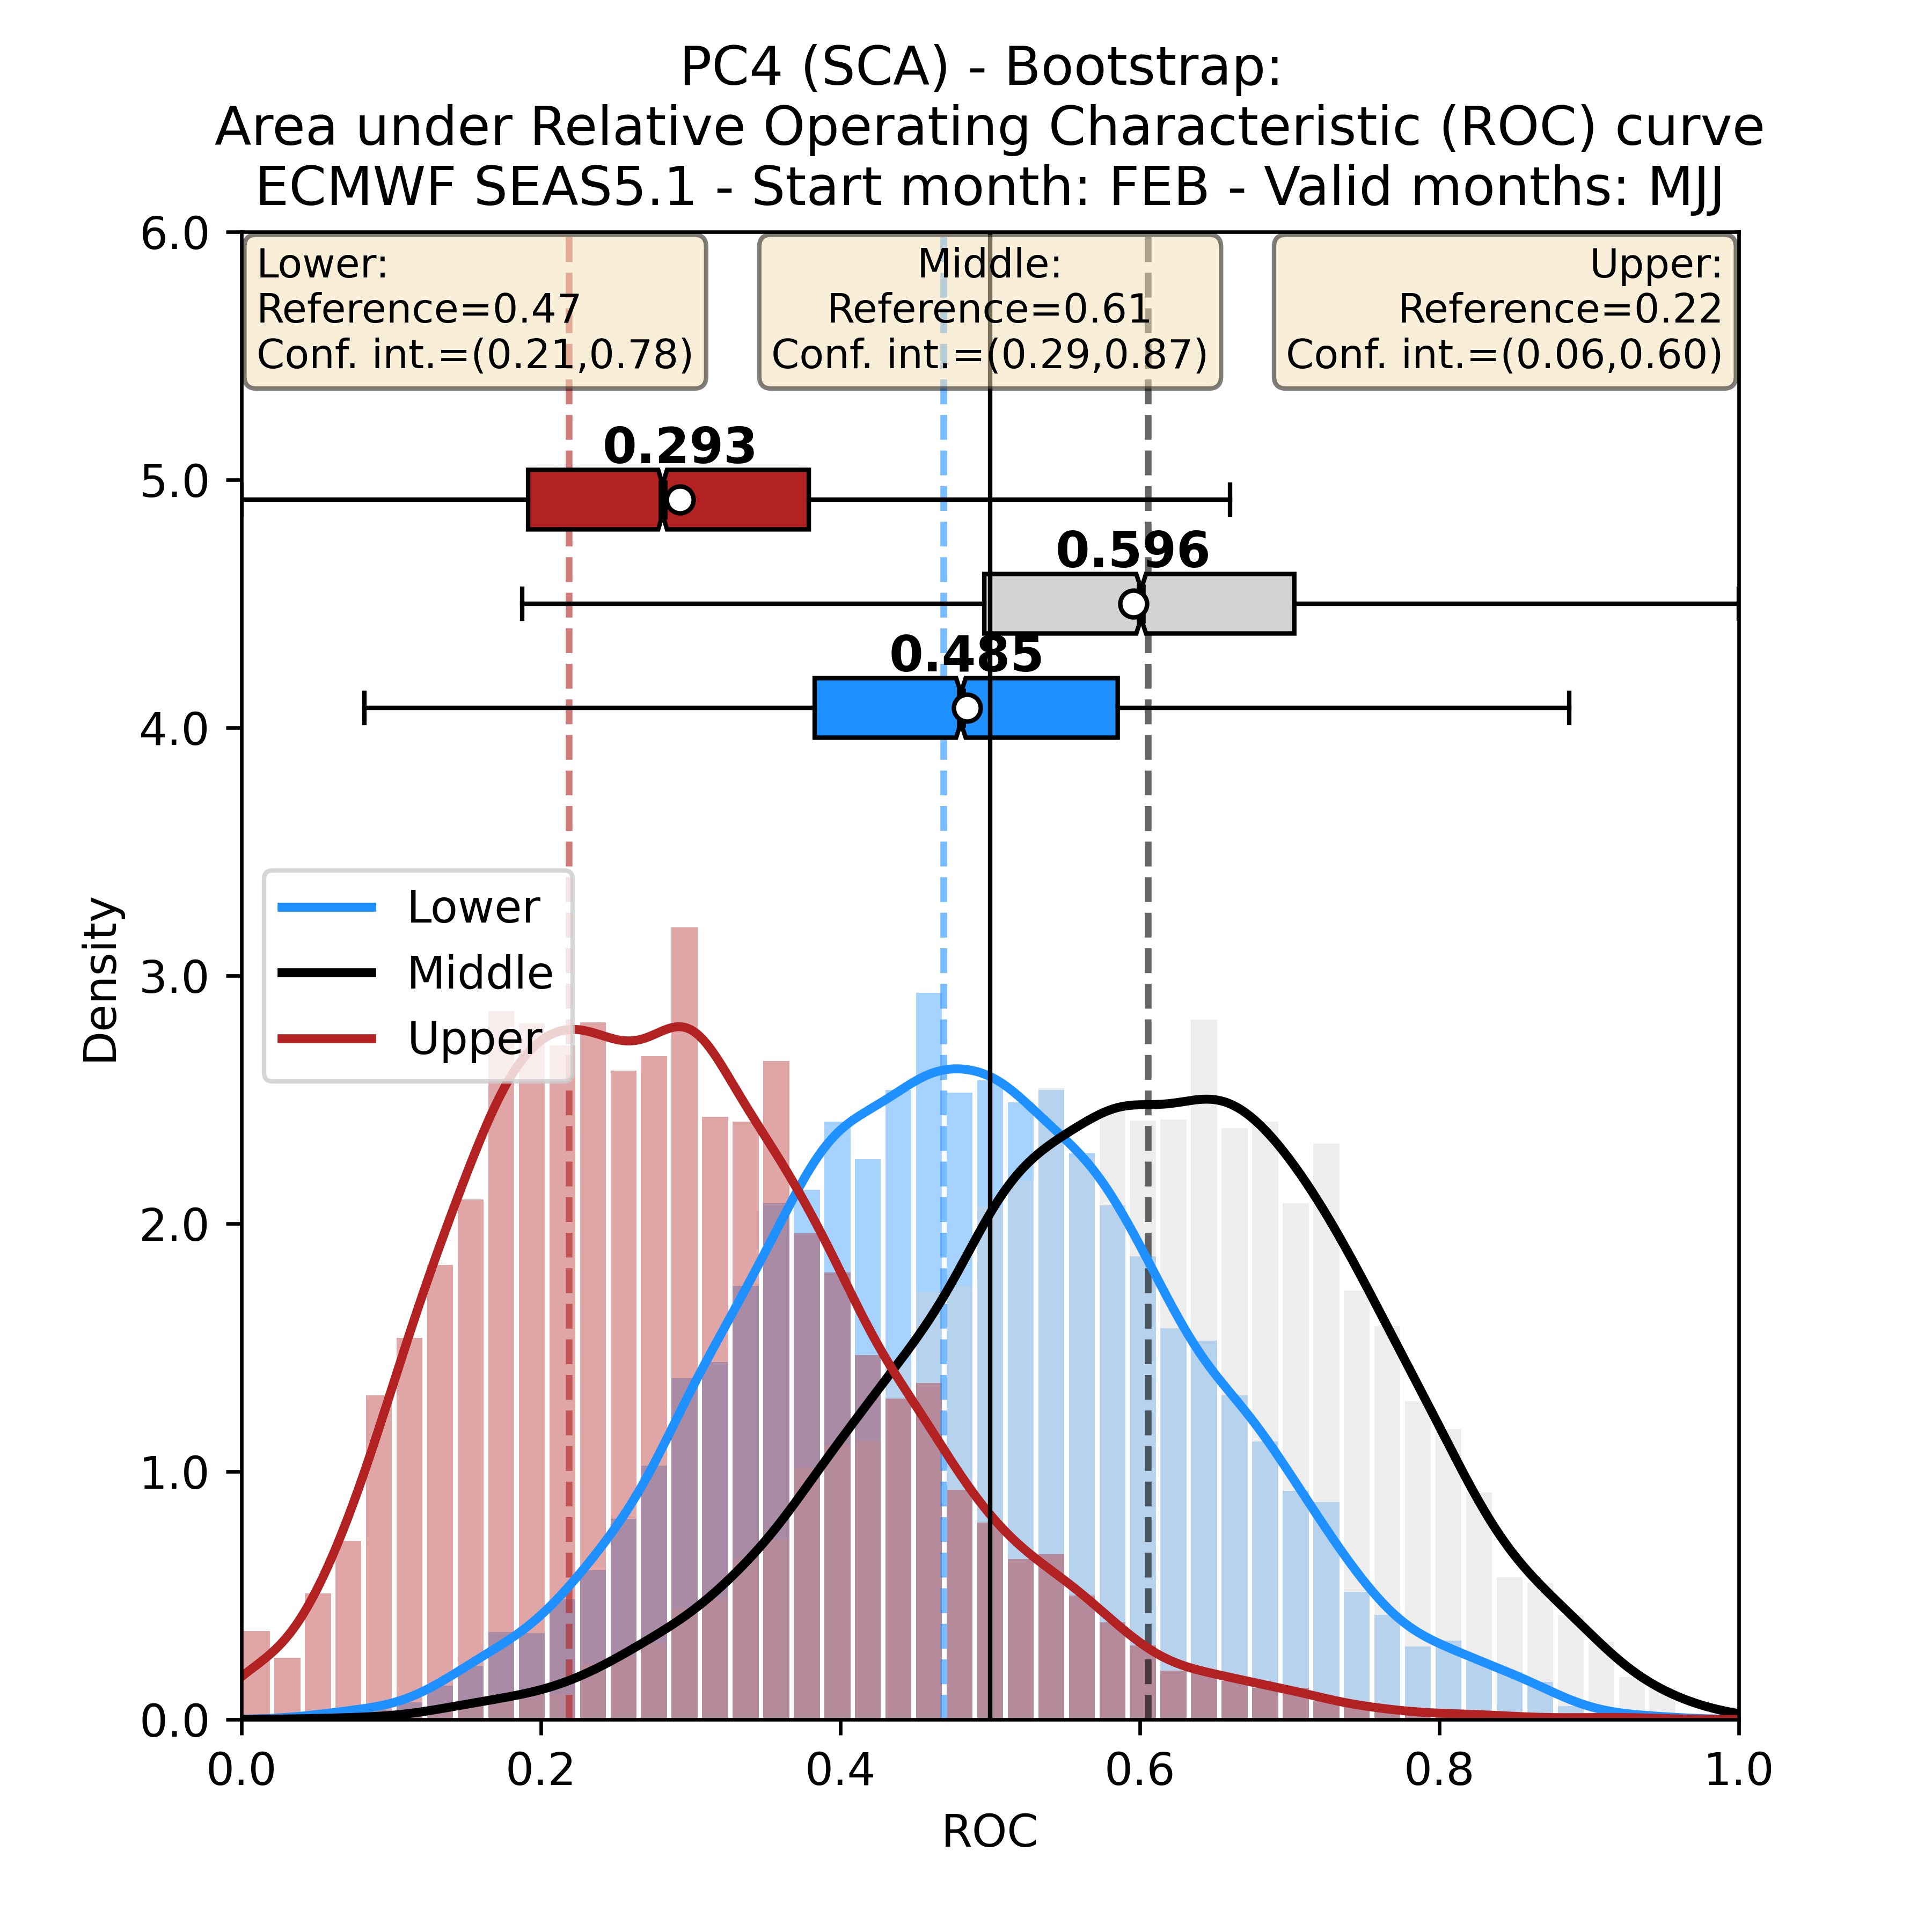 PC4 (SCA) - Bootstrap:
Area under Relative Operating Characteristic (ROC) curve
ECMWF SEAS5.1 - Start month: FEB - Valid months: MJJ
Lower:
Reference=0.47
Conf. int.=(0.21,0.78)
Middle:
Reference=0.61
Conf. int.=(0.29,0.87)
Upper:
Reference=0.22
Conf. int.=(0.06,0.60)
0.293
0.596
0.485
Lower
Middle
Upper
Density
6.0
5.0
4.0
3.0
2.0
1.0
0.0
0.0 0.2 0.4 0.6 0.8 1.0
ROC